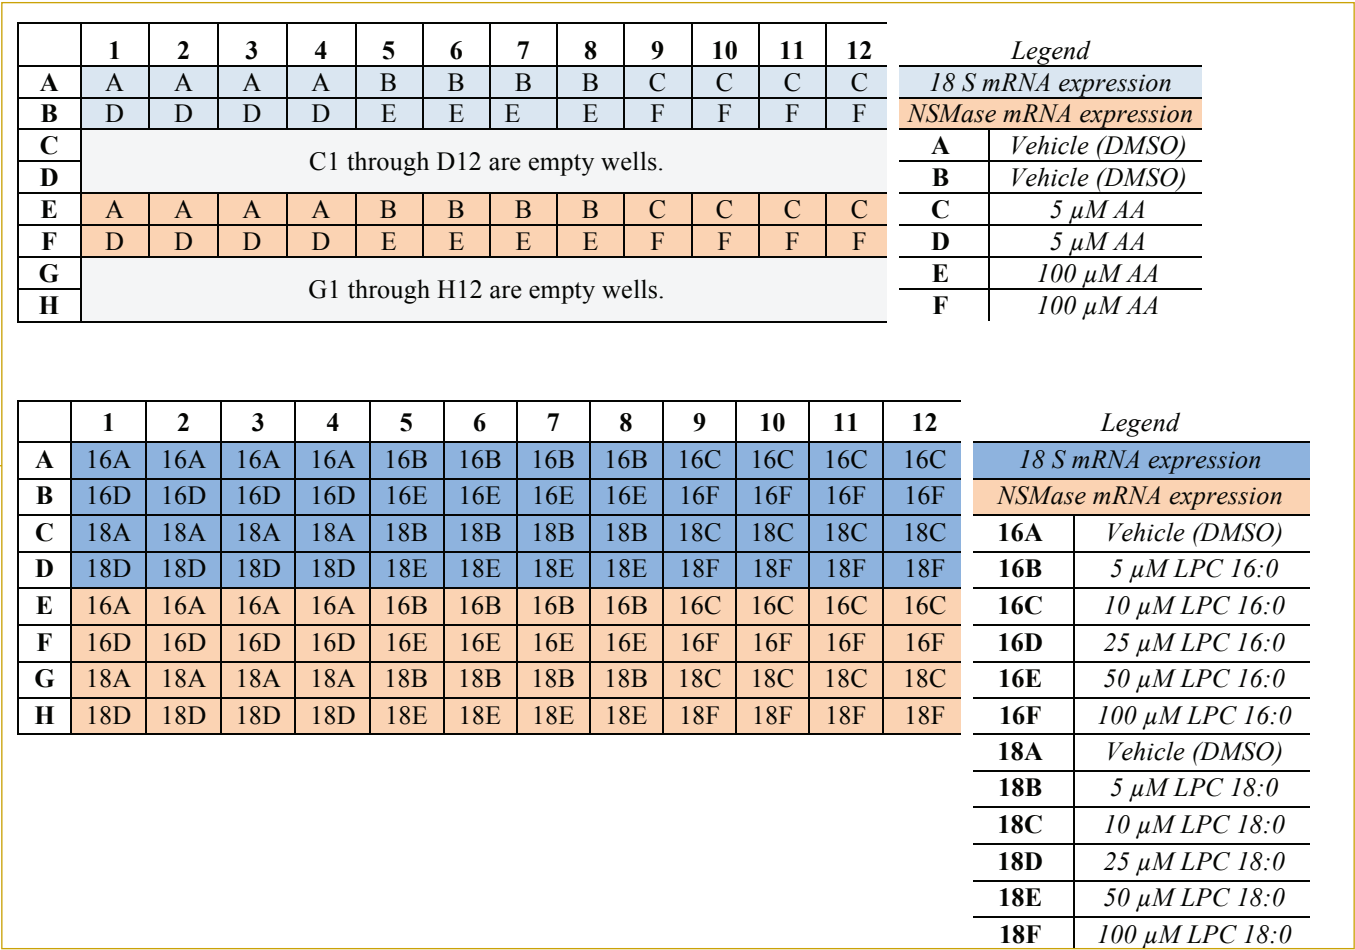 1 2 3 4 5 6 7 8 9 10 11 12 Legend
A A A A A B B B B C C C C 18 S mRNA expression
B D D D D E E E E F F F F NSMase mRNA expression
C A Vehicle (DMSO)
C1 through D12 are empty wells.
D B Vehicle (DMSO)
E A A A A B B B B C C C C C 5 µM AA
F D D D D E E E E F F F F D 5 µM AA
G E 100 µM AA
G1 through H12 are empty wells.
H F 100 µM AA
1 2 3 4 5 6 7 8 9 10 11 12 Legend
A 16A 16A 16A 16A 16B 16B 16B 16B 16C 16C 16C 16C 18 S mRNA expression
B 16D 16D 16D 16D 16E 16E 16E 16E 16F 16F 16F 16F NSMase mRNA expression
C 18A 18A 18A 18A 18B 18B 18B 18B 18C 18C 18C 18C 16A Vehicle (DMSO)
D 18D 18D 18D 18D 18E 18E 18E 18E 18F 18F 18F 18F 16B 5 µM LPC 16:0
E 16A 16A 16A 16A 16B 16B 16B 16B 16C 16C 16C 16C 16C 10 µM LPC 16:0
F 16D 16D 16D 16D 16E 16E 16E 16E 16F 16F 16F 16F 16D 25 µM LPC 16:0
G 18A 18A 18A 18A 18B 18B 18B 18B 18C 18C 18C 18C 16E 50 µM LPC 16:0
H 18D 18D 18D 18D 18E 18E 18E 18E 18F 18F 18F 18F 16F 100 µM LPC 16:0
18A Vehicle (DMSO)
18B 5 µM LPC 18:0
18C 10 µM LPC 18:0
18D 25 µM LPC 18:0
18E 50 µM LPC 18:0
18F 100 µM LPC 18:0